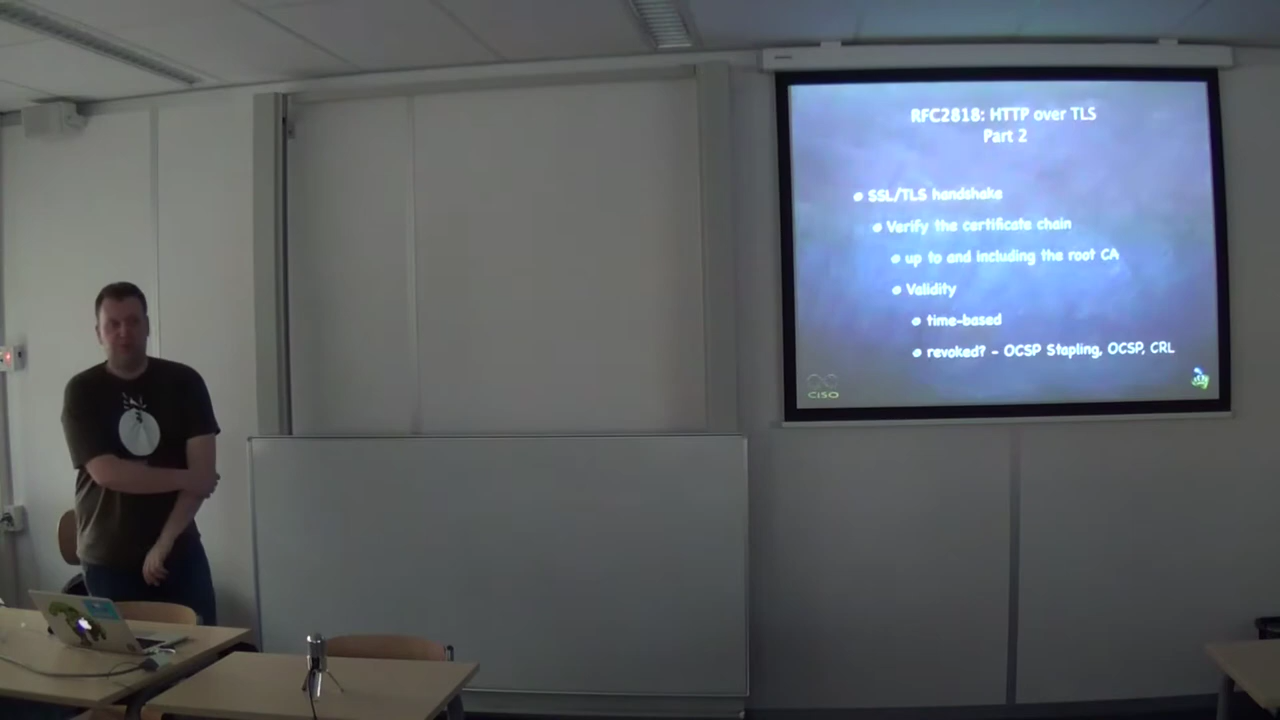 RFC2818: HTTP over TLS
Part 2
SSL/TLS handshake
Verify the certificate chain
up to and including the root CA
Validity
time-based
revoked? - OCSP Stapling, OCSP, CRL
CISO